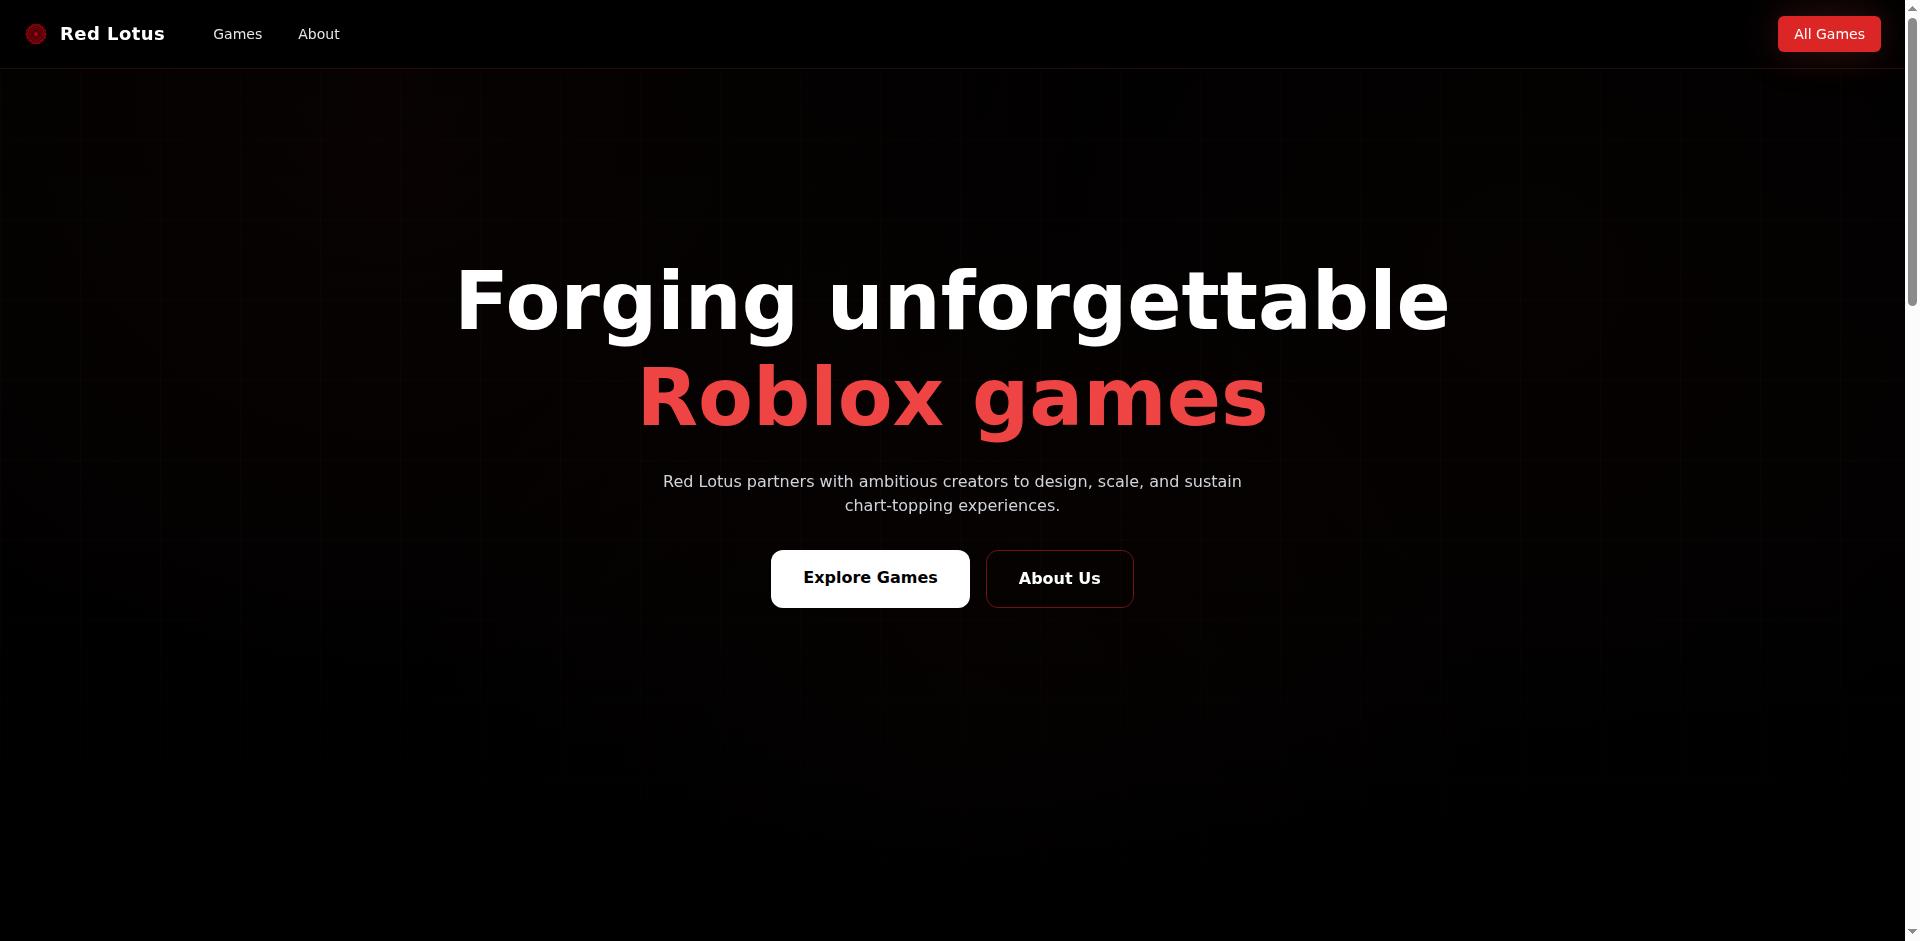 Red Lotus
Games
About
All Games
Forging unforgettable
Roblox games
Red Lotus partners with ambitious creators to design, scale, and sustain
chart-topping experiences.
Explore Games
About Us